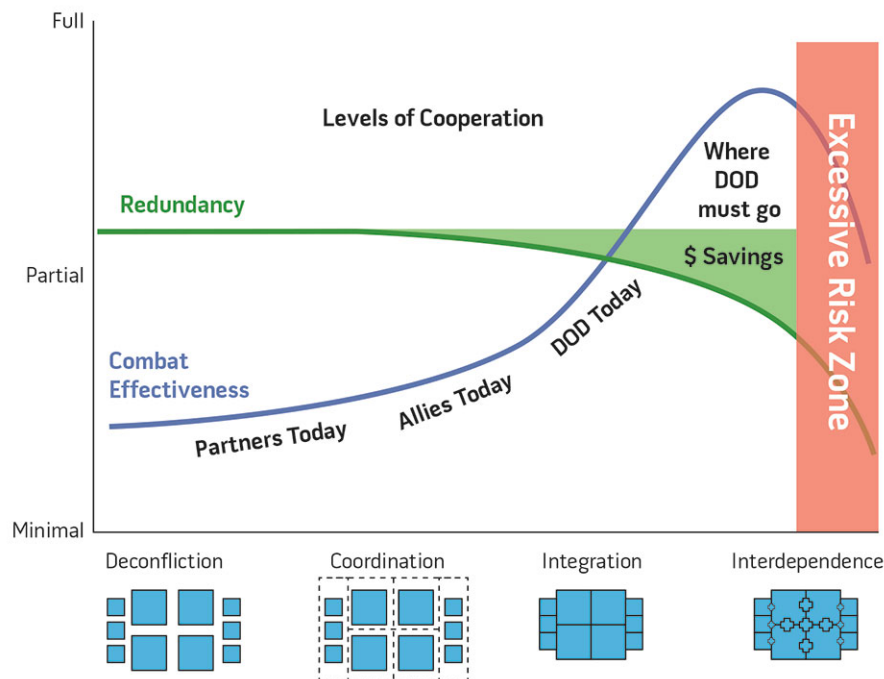 Full
Levels of Cooperation
Where
DOD
must go
Redundancy
$ Savings
Partial
DOD Today
Combat
Effectiveness
Allies Today
Partners Today
Excessive Risk Zone
Minimal
Deconfliction
Coordination
Integration
Interdependence